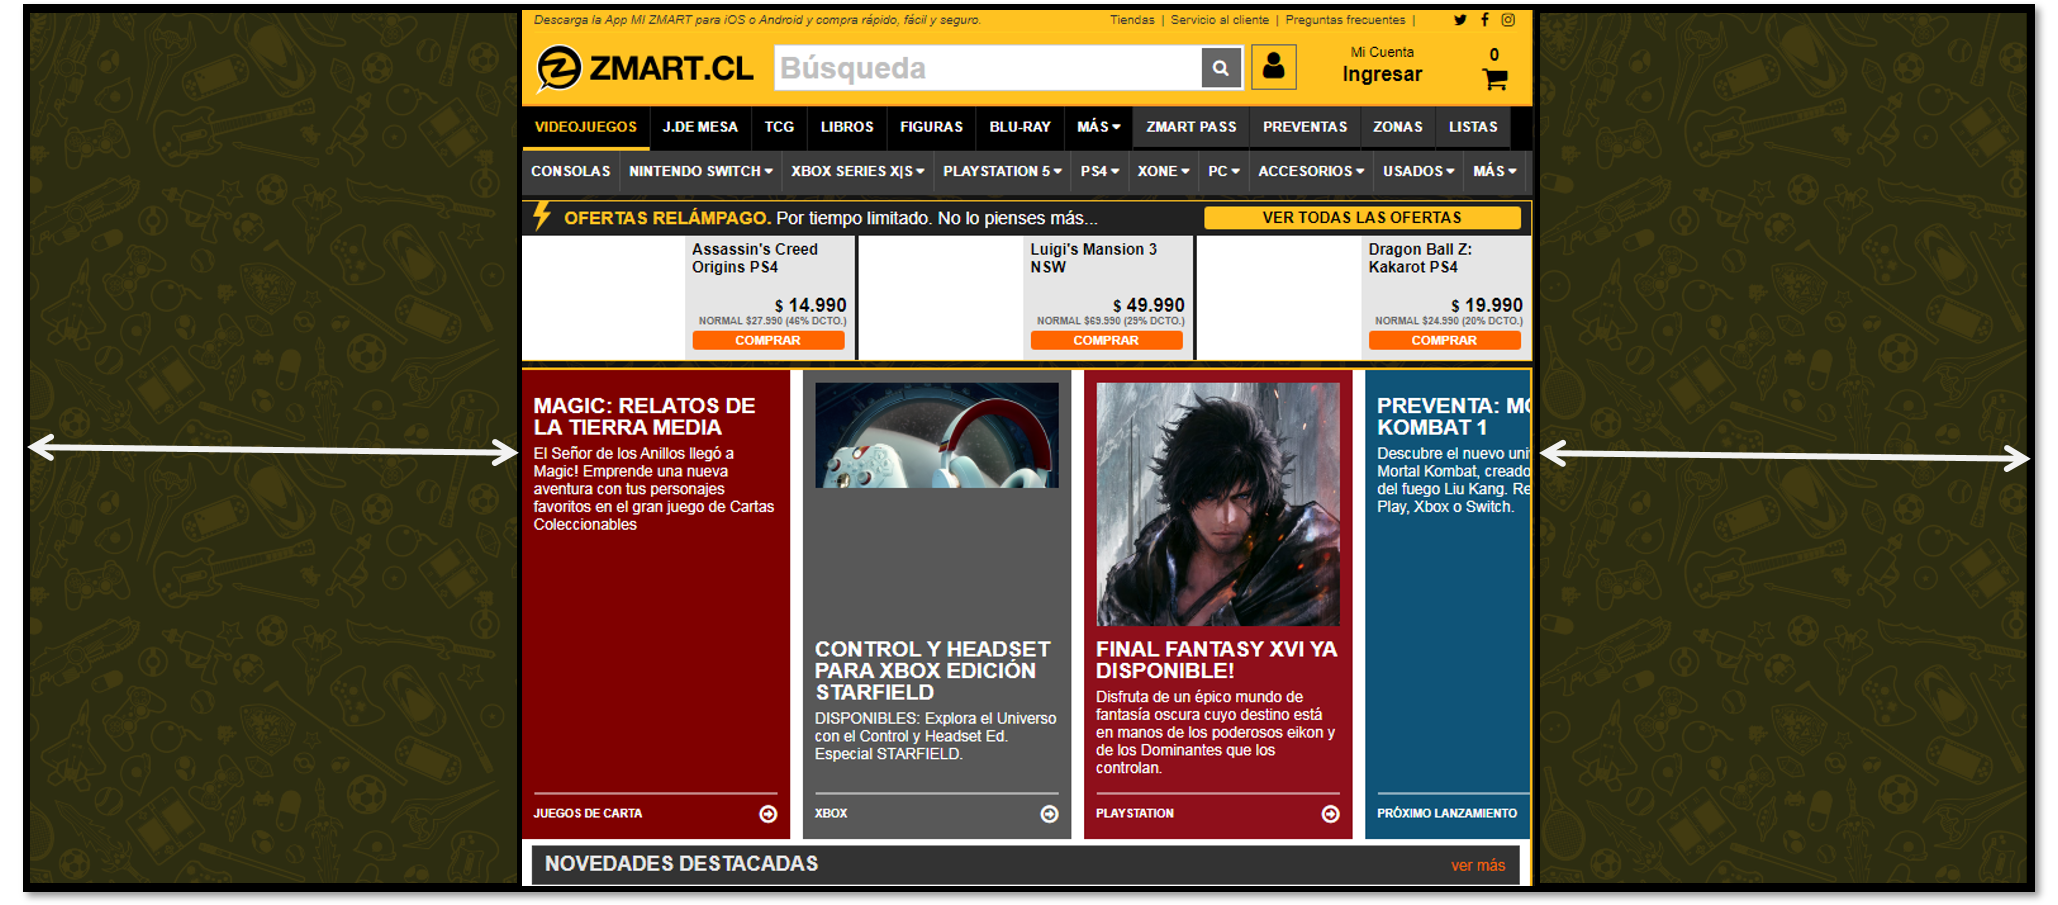 Descarga la App MI ZMART para iOS o Android y compra rápido, fácil y seguro.
Tiendas | Servicio al cliente | Preguntas frecuentes |
ZMART.CL
Búsqueda
Mi Cuenta
Ingresar
0
VIDEOJUEGOS J.DE MESA TCG LIBROS FIGURAS BLU-RAY MÁS ZMART PASS PREVENTAS ZONAS LISTAS
CONSOLAS NINTENDO SWITCH XBOX SERIES X|S PLAYSTATION 5 PS4 XONE PC ACCESORIOS USADOS MÁS
OFERTAS RELÁMPAGO. Por tiempo limitado. No lo pienses más...
VER TODAS LAS OFERTAS
Assassin's Creed
Origins PS4
$ 14.990
NORMAL $27.990 (46% DCTO.)
COMPRAR
Luigi's Mansion 3
NSW
$ 49.990
NORMAL $69.990 (29% DCTO.)
COMPRAR
Dragon Ball Z:
Kakarot PS4
$ 19.990
NORMAL $24.990 (20% DCTO.)
COMPRAR
MAGIC: RELATOS DE
LA TIERRA MEDIA
El Señor de los Anillos llegó a
Magic! Emprende una nueva
aventura con tus personajes
favoritos en el gran juego de Cartas
Coleccionables
JUEGOS DE CARTA
CONTROL Y HEADSET
PARA XBOX EDICIÓN
STARFIELD
DISPONIBLES: Explora el Universo
con el Control y Headset Ed.
Especial STARFIELD.
XBOX
FINAL FANTASY XVI YA
DISPONIBLE!
Disfruta de un épico mundo de
fantasía oscura cuyo destino está
en manos de los poderosos eikon y
de los Dominantes que los
controlan.
PLAYSTATION
PREVENTA: MO
KOMBAT 1
Descubre el nuevo uni
Mortal Kombat, creado
del fuego Liu Kang. Re
Play, Xbox o Switch.
PRÓXIMO LANZAMIENTO
NOVEDADES DESTACADAS
ver más